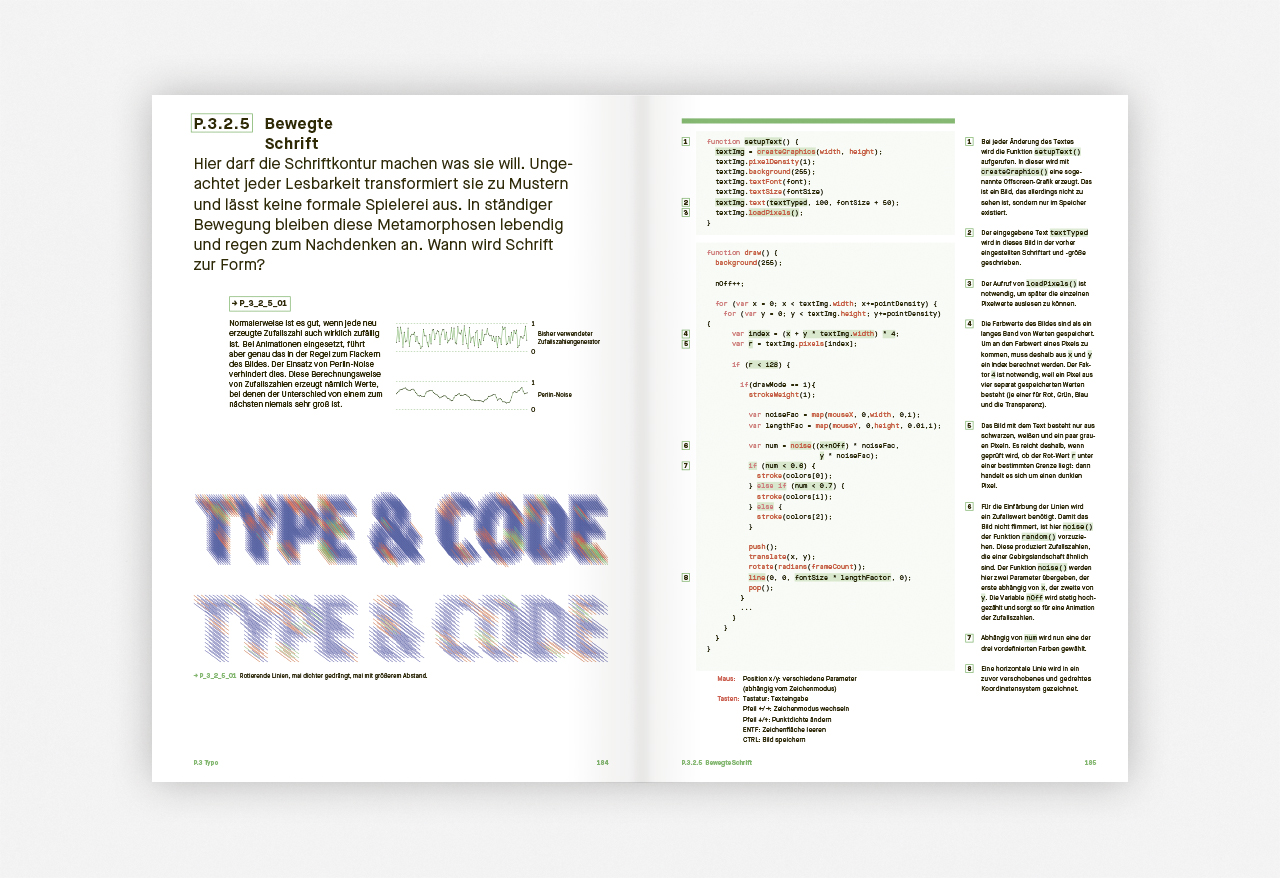 P.3.2.5 Bewegte
Schrift
Hier darf die Schriftkontur machen was sie will. Unge-
achtet jeder Lesbarkeit transformiert sie zu Mustern
und lässt keine formale Spielerei aus. In ständiger
Bewegung bleiben diese Metamorphosen lebendig
und regen zum Nachdenken an. Wann wird Schrift
zur Form?
→ P_3_2_5_01
Normalerweise ist es gut, wenn jede neu
erzeugte Zufallszahl auch wirklich zufällig
ist. Bei Animationen eingesetzt, führt
aber genau das in der Regel zum Flackern
des Bildes. Der Einsatz von Perlin-Noise
verhindert dies. Diese Berechnungsweise
von Zufallszahlen erzeugt nämlich Werte,
bei denen der Unterschied von einem zum
nächsten niemals sehr groß ist.
1
Bisher verwendeter
Zufallszahlengenerator
0
1
Perlin-Noise
0
TYPE & CODE
TYPE & CODE
→ P_3_2_5_01 Rotierende Linien, mal dichter gedrängt, mal mit größerem Abstand.
P.3 Typo
184
1 function setupText() {
textImg = createGraphics(width, height);
textImg.pixelDensity(1);
textImg.background(255);
textImg.textFont(font);
textImg.textSize(fontSize)
2 textImg.text(textTyped, 100, fontSize + 50);
3 textImg.loadPixels();
}
function draw() {
background(255);
nOff++;
for (var x = 0; x < textImg.width; x+=pointDensity) {
for (var y = 0; y < textImg.height; y+=pointDensity)
{
4 var index = (x + y * textImg.width) * 4;
5 var r = textImg.pixels[index];
if (r < 128) {
if(drawMode == 1){
strokeWeight(1);
var noiseFac = map(mouseX, 0,width, 0,1);
var lengthFac = map(mouseY, 0,height, 0.01,1);
6 var num = noise((x+nOff) * noiseFac,
y * noiseFac);
7 if (num < 0.6) {
stroke(colors[0]);
} else if (num < 0.7) {
stroke(colors[1]);
} else {
stroke(colors[2]);
}
push();
translate(x, y);
rotate(radians(frameCount));
8 line(0, 0, fontSize * lengthFactor, 0);
pop();
}
...
}
}
}
}
Maus: Position x/y: verschiedene Parameter
(abhängig vom Zeichenmodus)
Tasten: Tastatur: Texteingabe
Pfeil ←/→: Zeichenmodus wechseln
Pfeil ↓/↑: Punktdichte ändern
ENTF: Zeichenfläche leeren
CTRL: Bild speichern
1 Bei jeder Änderung des Textes
wird die Funktion setupText()
aufgerufen. In dieser wird mit
createGraphics() eine soge-
nannte Offscreen-Grafik erzeugt. Das
ist ein Bild, das allerdings nicht zu
sehen ist, sondern nur im Speicher
existiert.
2 Der eingegebene Text textTyped
wird in dieses Bild in der vorher
eingestellten Schriftart und -größe
geschrieben.
3 Der Aufruf von loadPixels() ist
notwendig, um später die einzelnen
Pixelwerte auslesen zu können.
4 Die Farbwerte des Bildes sind als ein
langes Band von Werten gespeichert.
Um an den Farbwert eines Pixels zu
kommen, muss deshalb aus x und y
ein Index berechnet werden. Der Fak-
tor 4 ist notwendig, weil ein Pixel aus
vier separat gespeicherten Werten
besteht (je einer für Rot, Grün, Blau
und die Transparenz).
5 Das Bild mit dem Text besteht nur aus
schwarzen, weißen und ein paar grau-
en Pixeln. Es reicht deshalb, wenn
geprüft wird, ob der Rot-Wert r unter
einer bestimmten Grenze liegt: dann
handelt es sich um einen dunklen
Pixel.
6 Für die Einfärbung der Linien wird
ein Zufallswert benötigt. Damit das
Bild nicht flimmert, ist hier noise()
der Funktion random() vorzuzie-
hen. Diese produziert Zufallszahlen,
die einer Gebirgslandschaft ähnlich
sind. Der Funktion noise() werden
hier zwei Parameter übergeben, der
erste abhängig von x, der zweite von
y. Die Variable nOff wird stetig hoch-
gezählt und sorgt so für eine Animation
der Zufallszahlen.
7 Abhängig von num wird nun eine der
drei vordefinierten Farben gewählt.
8 Eine horizontale Linie wird in ein
zuvor verschobenes und gedrehtes
Koordinatensystem gezeichnet.
P.3.2.5 Bewegte Schrift
185